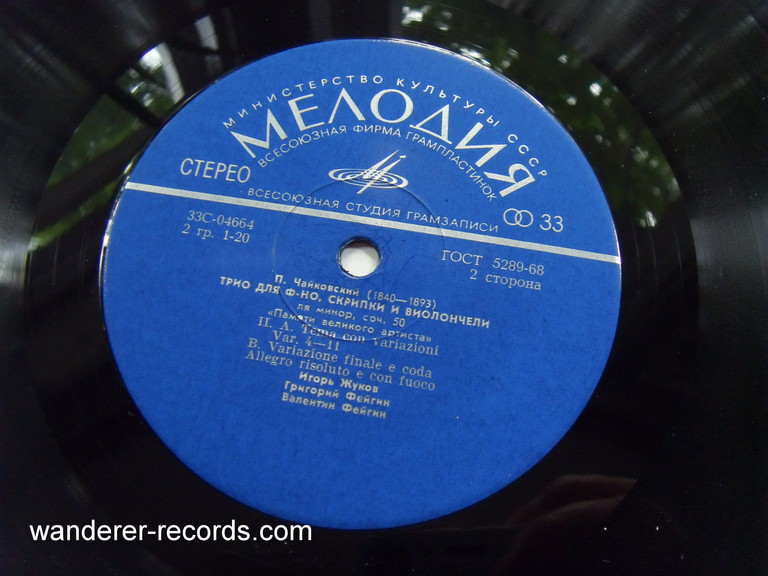 МИНИСТЕРСТВО КУЛЬТУРЫ СССР
МЕЛОДИЯ
ВСЕСОЮЗНАЯ ФИРМА ГРАМПЛАСТИНОК
СТЕРЕО
33
ВСЕСОЮЗНАЯ СТУДИЯ ГРАМЗАПИСИ
33С-04664
2 гр. 1-20
ГОСТ 5289-68
2 сторона
П. Чайковский (1840—1893)
ТРИО ДЛЯ Ф-НО, СКРИПКИ И ВИОЛОНЧЕЛИ
ля минор, соч. 50
«Памяти великого артиста»
II. A. Tema con variazioni
Var. 4—11
B. Variazione finale e coda
Allegro risoluto e con fuoco
Игорь Жуков
Григорий Фейгин
Валентин Фейгин
wanderer-records.com